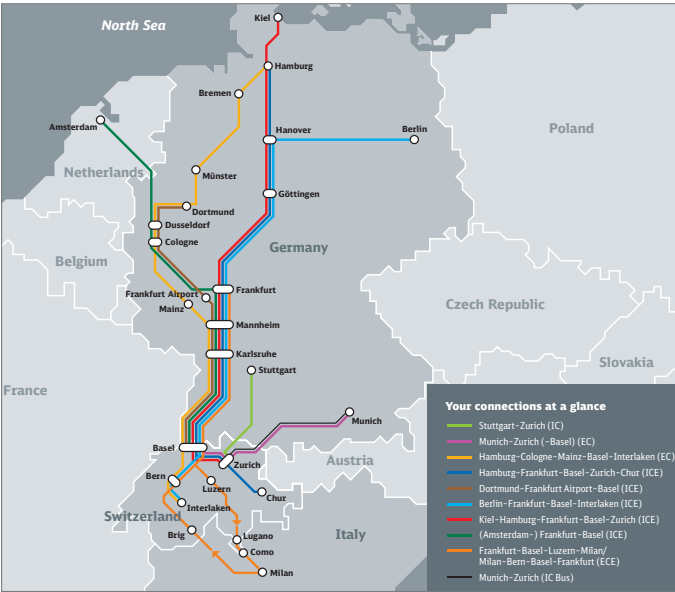 North Sea
Kiel
Hamburg
Bremen
Amsterdam
Hanover
Berlin
Poland
Netherlands
Münster
Göttingen
Dortmund
Dusseldorf
Cologne
Germany
Belgium
Frankfurt
Frankfurt Airport
Mainz
Czech Republic
Mannheim
Karlsruhe
Slovakia
Stuttgart
France
Munich
Basel
Zurich
Austria
Bern
Luzern
Chur
Interlaken
Switzerland
Brig
Lugano
Italy
Como
Milan
Your connections at a glance
Stuttgart-Zurich (IC)
Munich-Zurich (-Basel) (EC)
Hamburg-Cologne-Mainz-Basel-Interlaken (EC)
Hamburg-Frankfurt-Basel-Zurich-Chur (ICE)
Dortmund-Frankfurt Airport-Basel (ICE)
Berlin-Frankfurt-Basel-Interlaken (ICE)
Kiel-Hamburg-Frankfurt-Basel-Zurich (ICE)
(Amsterdam-) Frankfurt-Basel (ICE)
Frankfurt-Basel-Luzern-Milan/
Milan-Bern-Basel-Frankfurt (ECE)
Munich-Zurich (IC Bus)